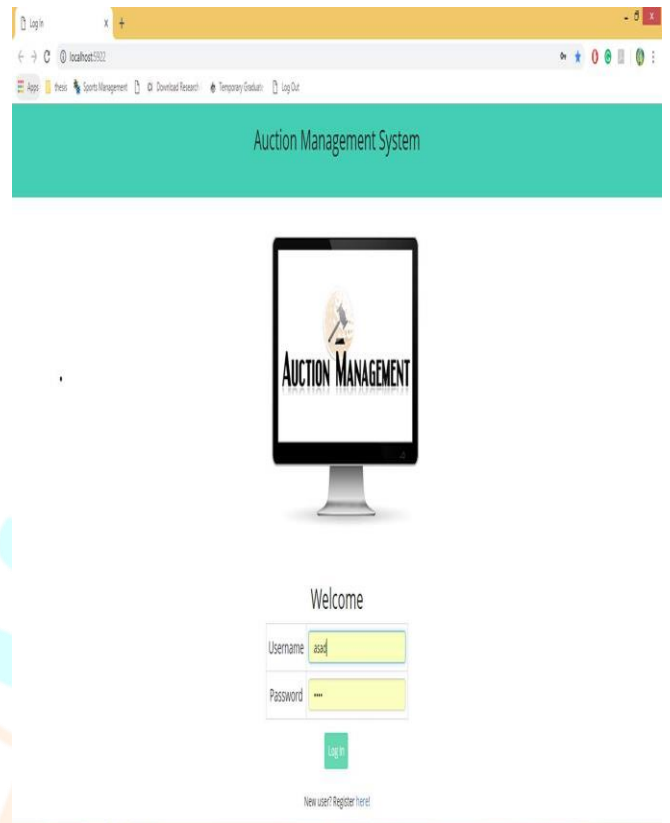 Log In
localhost:5922
Apps thesis Sports Management Download Research Temporary Graduate Log Out
Auction Management System
AUCTION MANAGEMENT
Welcome
Username asad
Password ••••
Log In
New user? Register here!